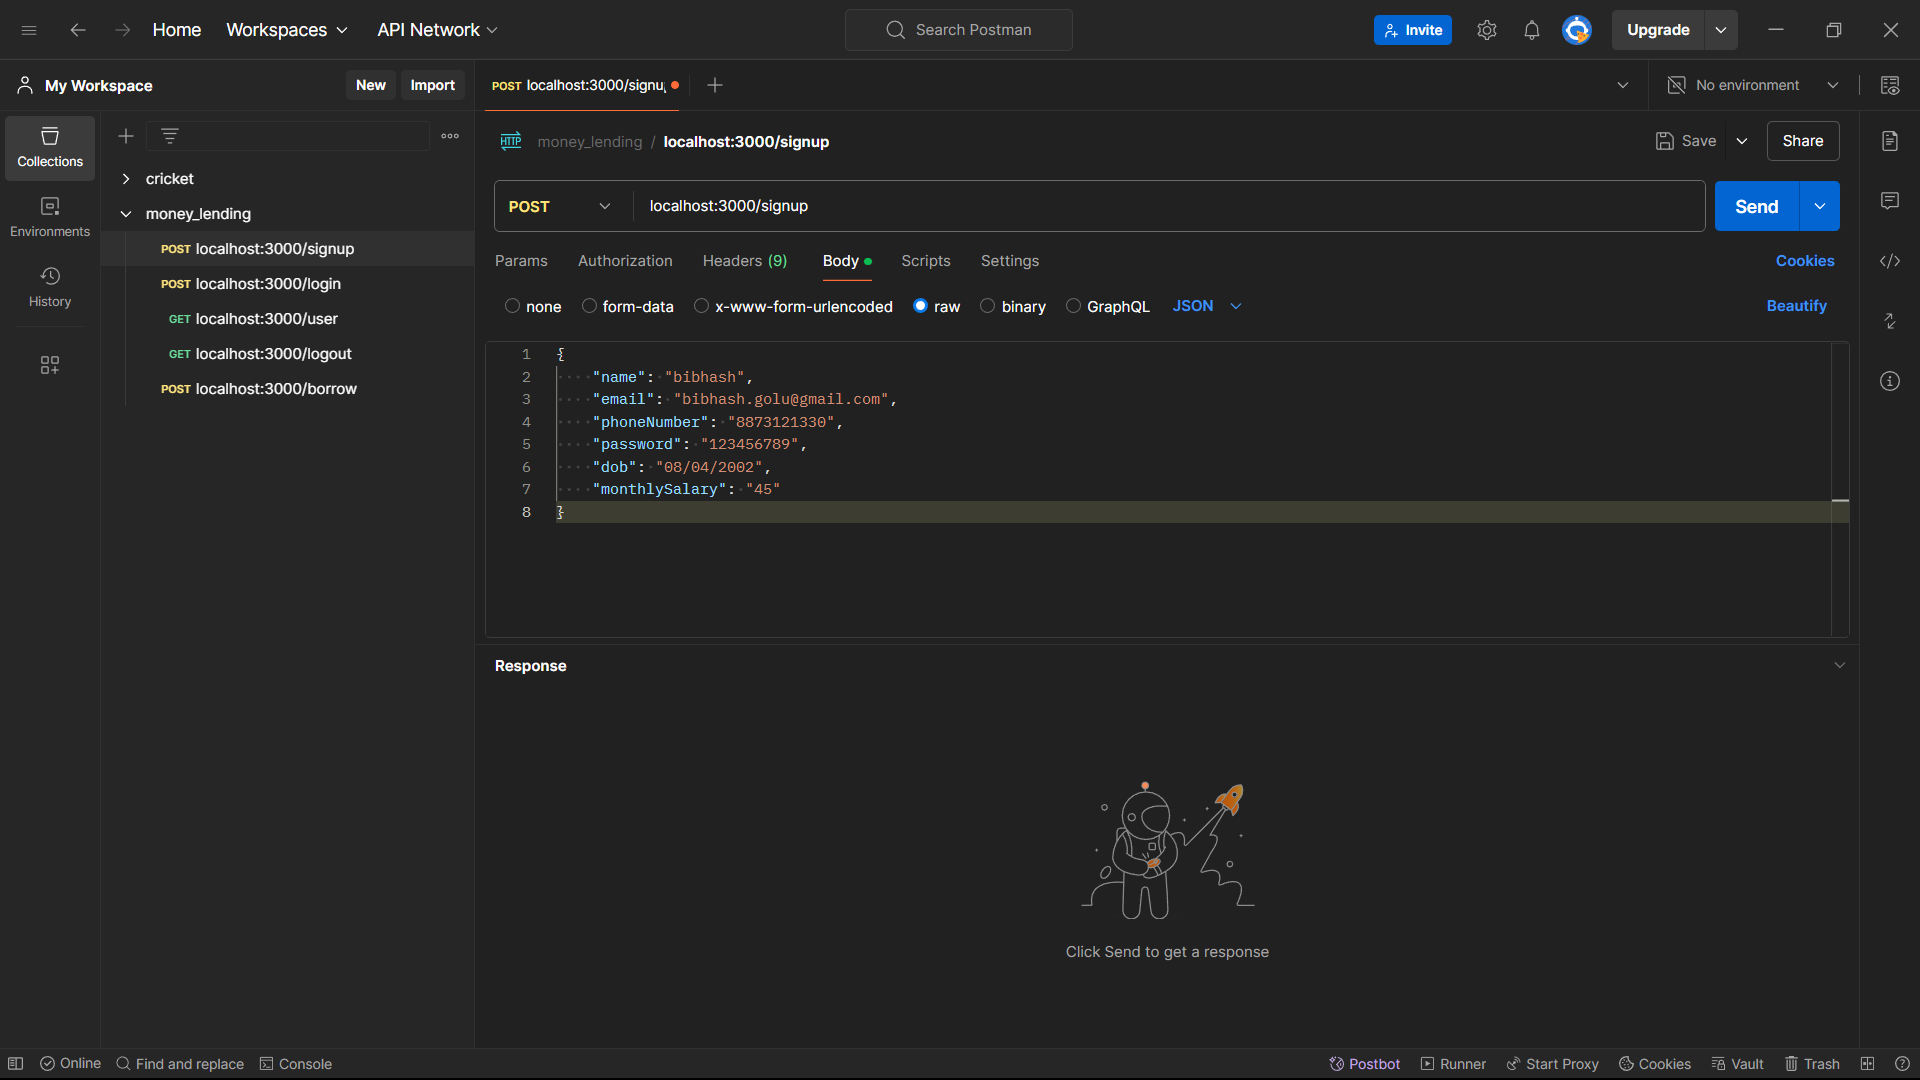 Home Workspaces API Network Search Postman Invite Upgrade
My Workspace New Import POST localhost:3000/signu No environment
Collections
Environments
History
cricket
money_lending
POST localhost:3000/signup
POST localhost:3000/login
GET localhost:3000/user
GET localhost:3000/logout
POST localhost:3000/borrow
HTTP money_lending / localhost:3000/signup Save Share
POST localhost:3000/signup Send
Params Authorization Headers (9) Body Scripts Settings Cookies
none form-data x-www-form-urlencoded raw binary GraphQL JSON Beautify
1 {
2 "name": "bibhash",
3 "email": "bibhash.golu@gmail.com",
4 "phoneNumber": "8873121330",
5 "password": "123456789",
6 "dob": "08/04/2002",
7 "monthlySalary": "45"
8 }
Response
Click Send to get a response
Online Find and replace Console Postbot Runner Start Proxy Cookies Vault Trash